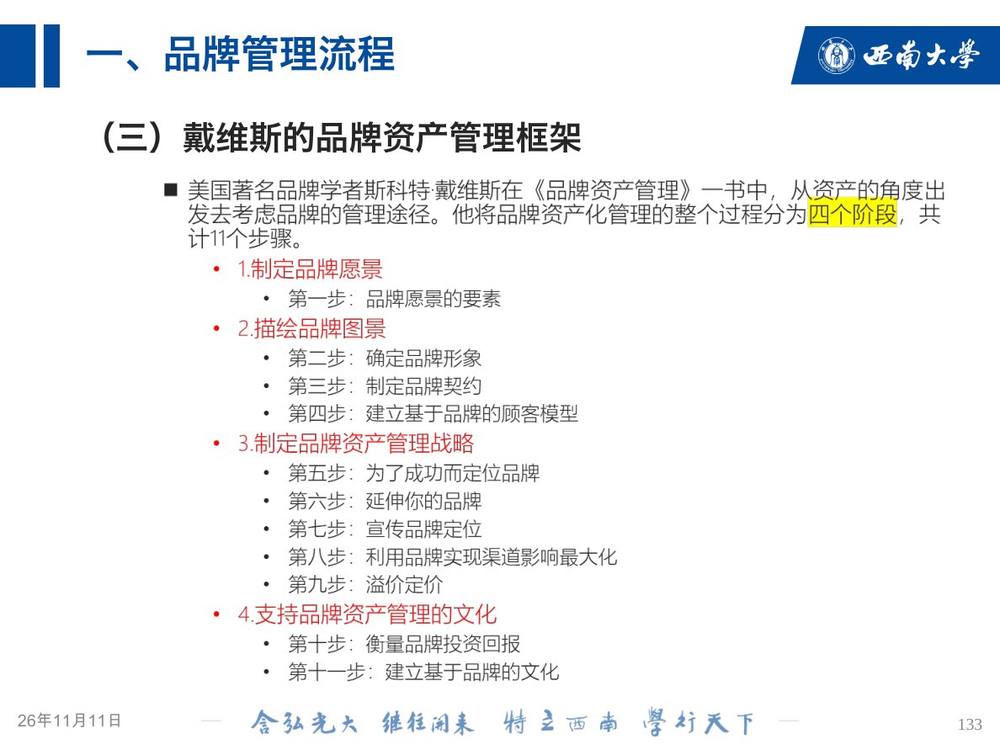 一、品牌管理流程
西南大学
（三）戴维斯的品牌资产管理框架
■ 美国著名品牌学者斯科特·戴维斯在《品牌资产管理》一书中，从资产的角度出
发去考虑品牌的管理途径。他将品牌资产化管理的整个过程分为四个阶段，共
计11个步骤。
• 1.制定品牌愿景
• 第一步：品牌愿景的要素
• 2.描绘品牌图景
• 第二步：确定品牌形象
• 第三步：制定品牌契约
• 第四步：建立基于品牌的顾客模型
• 3.制定品牌资产管理战略
• 第五步：为了成功而定位品牌
• 第六步：延伸你的品牌
• 第七步：宣传品牌定位
• 第八步：利用品牌实现渠道影响最大化
• 第九步：溢价定价
• 4.支持品牌资产管理的文化
• 第十步：衡量品牌投资回报
• 第十一步：建立基于品牌的文化
26年11月11日
含弘光大 继往开来 特立西南 學行天下
133